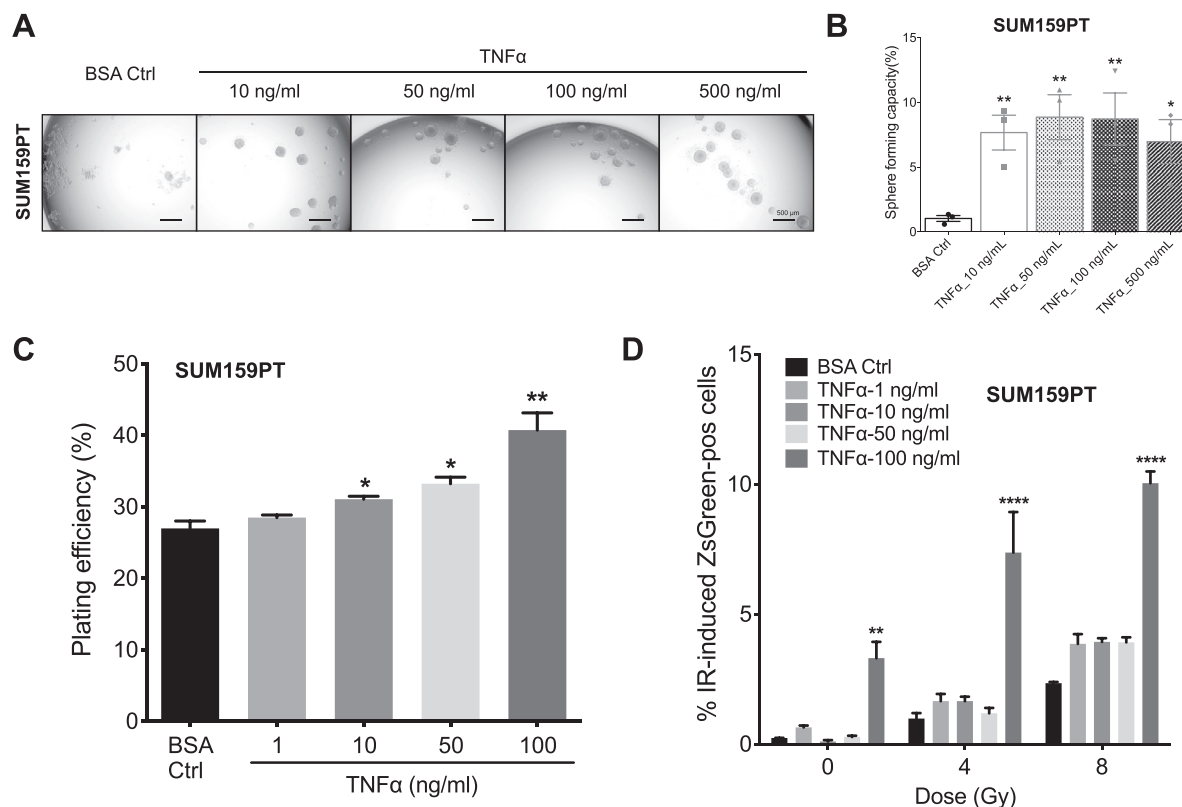 A
BSA Ctrl
TNFα
10 ng/ml
50 ng/ml
100 ng/ml
500 ng/ml
SUM159PT
500 µm
B
SUM159PT
Sphere forming capacity(%)
15
10
5
0
**
**
**
*
BSA Ctrl
TNFα_10 ng/mL
TNFα_50 ng/mL
TNFα_100 ng/mL
TNFα_500 ng/mL
C
SUM159PT
Plating efficiency (%)
50
40
30
20
10
0
*
*
**
BSA
Ctrl
1
10
50
100
TNFα (ng/ml)
D
% IR-induced ZsGreen-pos cells
15
10
5
0
BSA Ctrl
TNFα-1 ng/ml
TNFα-10 ng/ml
TNFα-50 ng/ml
TNFα-100 ng/ml
SUM159PT
**
****
****
0
4
8
Dose (Gy)